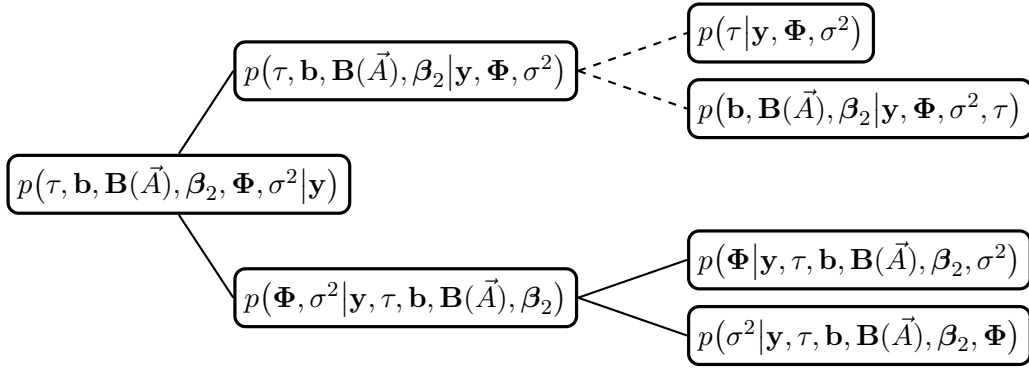 p(τ|y, Φ, σ²)
p(τ, b, B(A⃗), β₂|y, Φ, σ²)
p(b, B(A⃗), β₂|y, Φ, σ², τ)
p(τ, b, B(A⃗), β₂, Φ, σ²|y)
p(Φ|y, τ, b, B(A⃗), β₂, σ²)
p(Φ, σ²|y, τ, b, B(A⃗), β₂)
p(σ²|y, τ, b, B(A⃗), β₂, Φ)